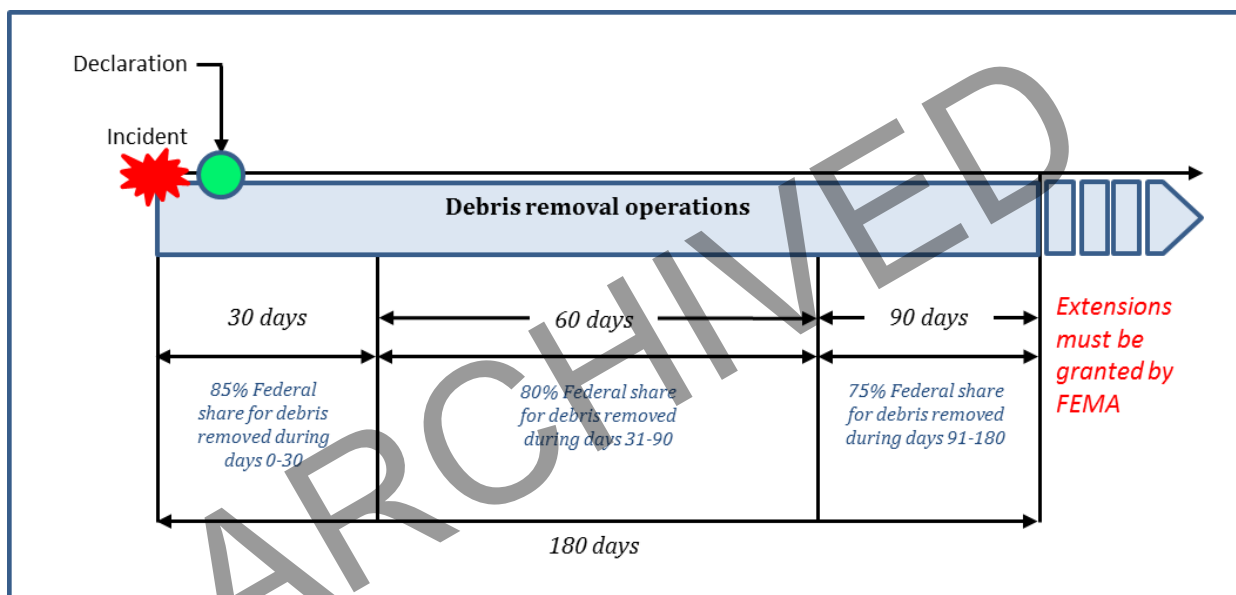 Declaration
Incident
Debris removal operations
30 days
60 days
90 days
85% Federal
share for debris
removed during
days 0-30
80% Federal share
for debris removed
during days 31-90
75% Federal share
for debris removed
during days 91-180
Extensions
must be
granted by
FEMA
180 days
ARCHIVED